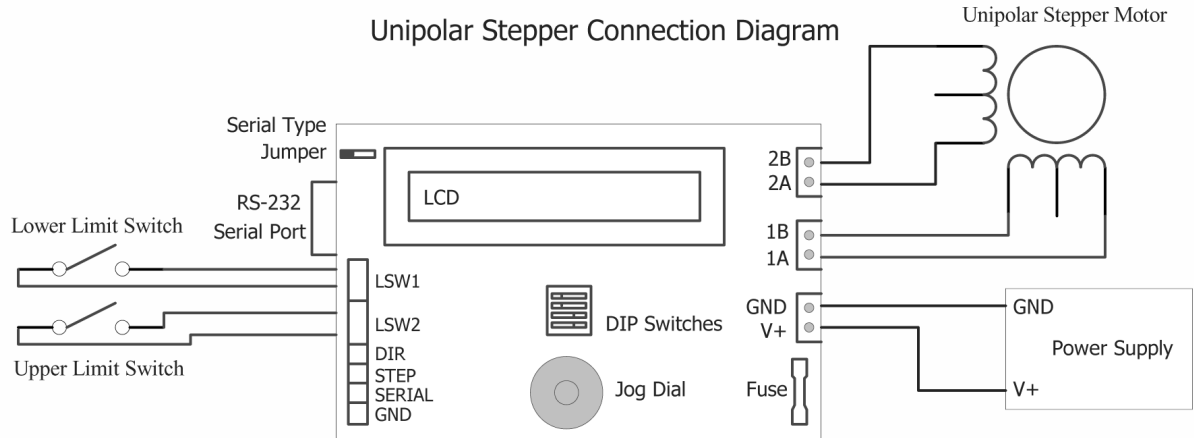 Unipolar Stepper Connection Diagram
Unipolar Stepper Motor
Serial Type
Jumper
RS-232
Serial Port
LCD
2B
2A
1B
1A
Lower Limit Switch
LSW1
LSW2
Upper Limit Switch
DIR
STEP
SERIAL
GND
DIP Switches
Jog Dial
GND
V+
Fuse
GND
Power Supply
V+